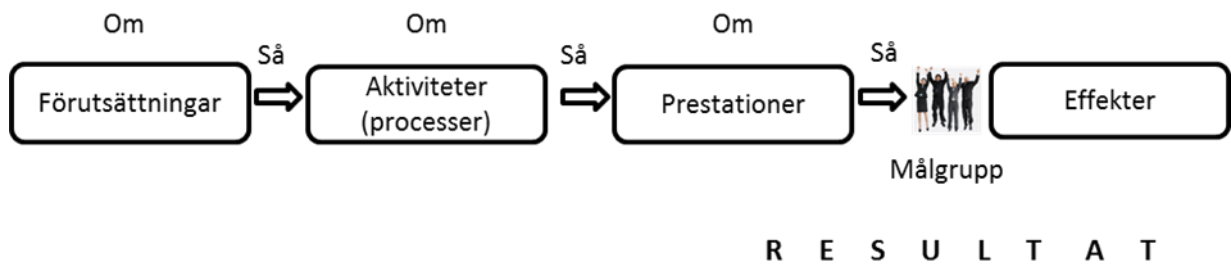 Om
Om
Om
Så
Så
Så
Förutsättningar
Aktiviteter
(processer)
Prestationer
Effekter
Målgrupp
R E S U L T A T